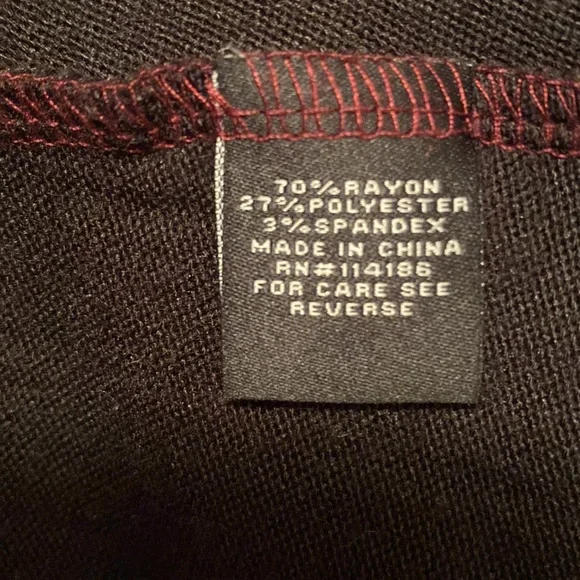 70%RAYON
27%POLYESTER
3%SPANDEX
MADE IN CHINA
RN#114186
FOR CARE SEE
REVERSE